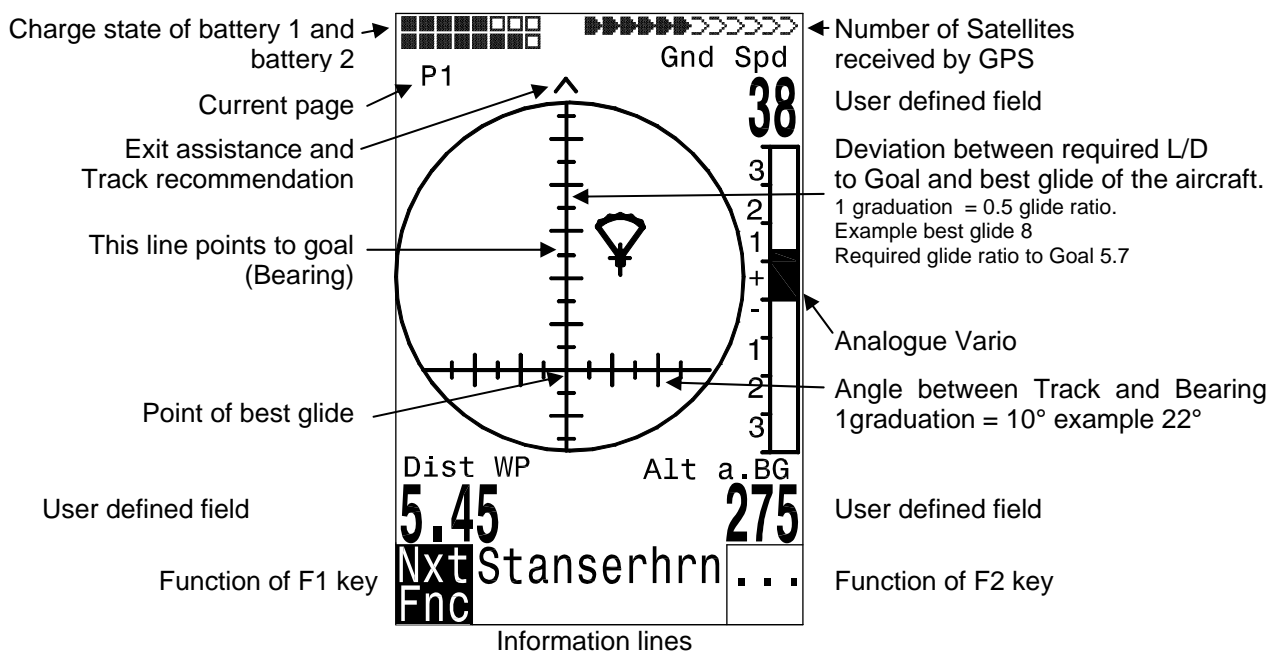 Charge state of battery 1 and
battery 2
Number of Satellites
received by GPS
Gnd Spd
P1
Current page
38
User defined field
Exit assistance and
Track recommendation
Deviation between required L/D
to Goal and best glide of the aircraft.
1 graduation = 0.5 glide ratio.
Example best glide 8
Required glide ratio to Goal 5.7
3
2
1
+
-
1
2
3
This line points to goal
(Bearing)
Analogue Vario
Point of best glide
Angle between Track and Bearing
1graduation = 10° example 22°
Dist WP
Alt a.BG
User defined field
5.45
275
User defined field
Function of F1 key
Nxt
Fnc
Stanserhrn
...
Function of F2 key
Information lines